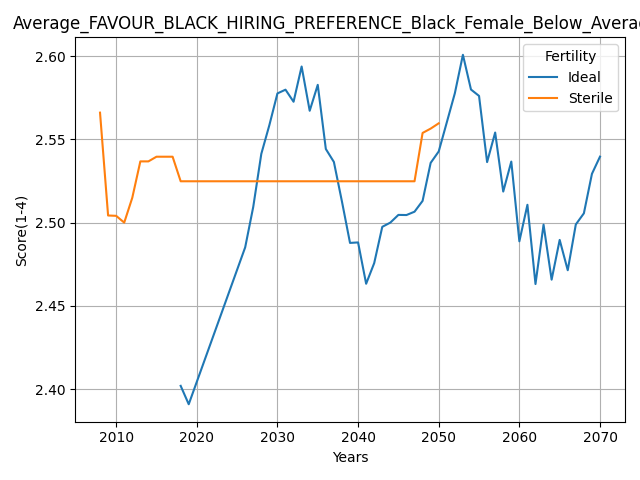 Average_FAVOUR_BLACK_HIRING_PREFERENCE_Black_Female_Below_Avera
Fertility
Ideal
Sterile
2.60
2.55
2.50
2.45
2.40
Score(1-4)
2010 2020 2030 2040 2050 2060 2070
Years